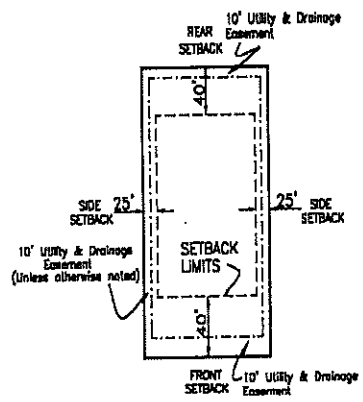 10' Utility & Drainage
Easement
REAR
SETBACK
40'
25'
SIDE
SETBACK
25'
SIDE
SETBACK
10' Utility & Drainage
Easement
(Unless otherwise noted)
SETBACK
LIMITS
40'
FRONT
SETBACK
10' Utility & Drainage
Easement